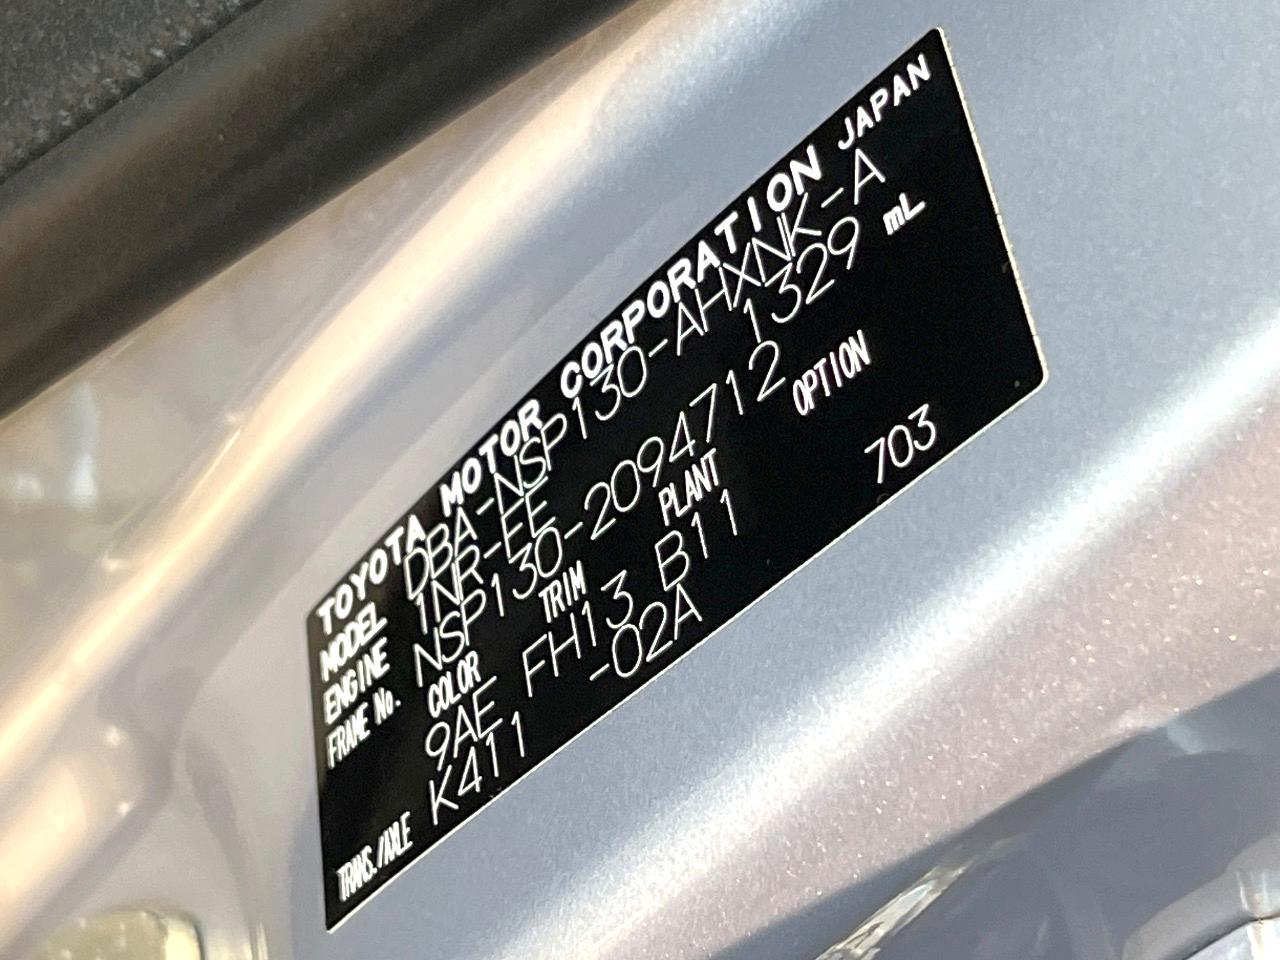 TOYOTA MOTOR CORPORATION JAPAN
MODEL DBA-NSP130-AHXNK-A
ENGINE 1NR-FE 1329 mL
FRAME No. NSP130-2094712
COLOR TRIM PLANT OPTION
9AE FH13 B11 703
TRANS./AXLE K411 -02A